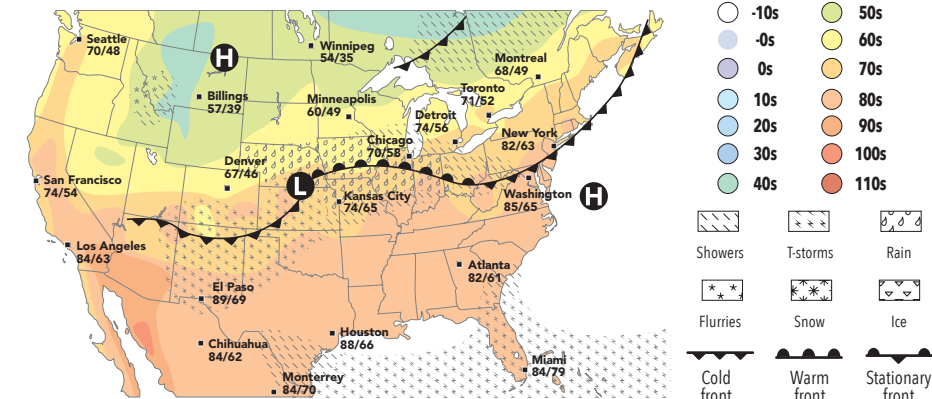 Seattle
70/48
H
Winnipeg
54/35
Montreal
68/49
Billings
57/39
Minneapolis
60/49
Toronto
71/52
Detroit
74/56
New York
82/63
Chicago
70/58
Denver
67/46
San Francisco
74/54
L
Kansas City
74/65
Washington
85/65
H
Los Angeles
84/63
Atlanta
82/61
El Paso
89/69
Houston
88/66
Chihuahua
84/62
Miami
84/79
Monterrey
84/70
-10s
50s
-0s
60s
0s
70s
10s
80s
20s
90s
30s
100s
40s
110s
Showers
T-storms
Rain
Flurries
Snow
Ice
Cold
front
Warm
front
Stationary
front